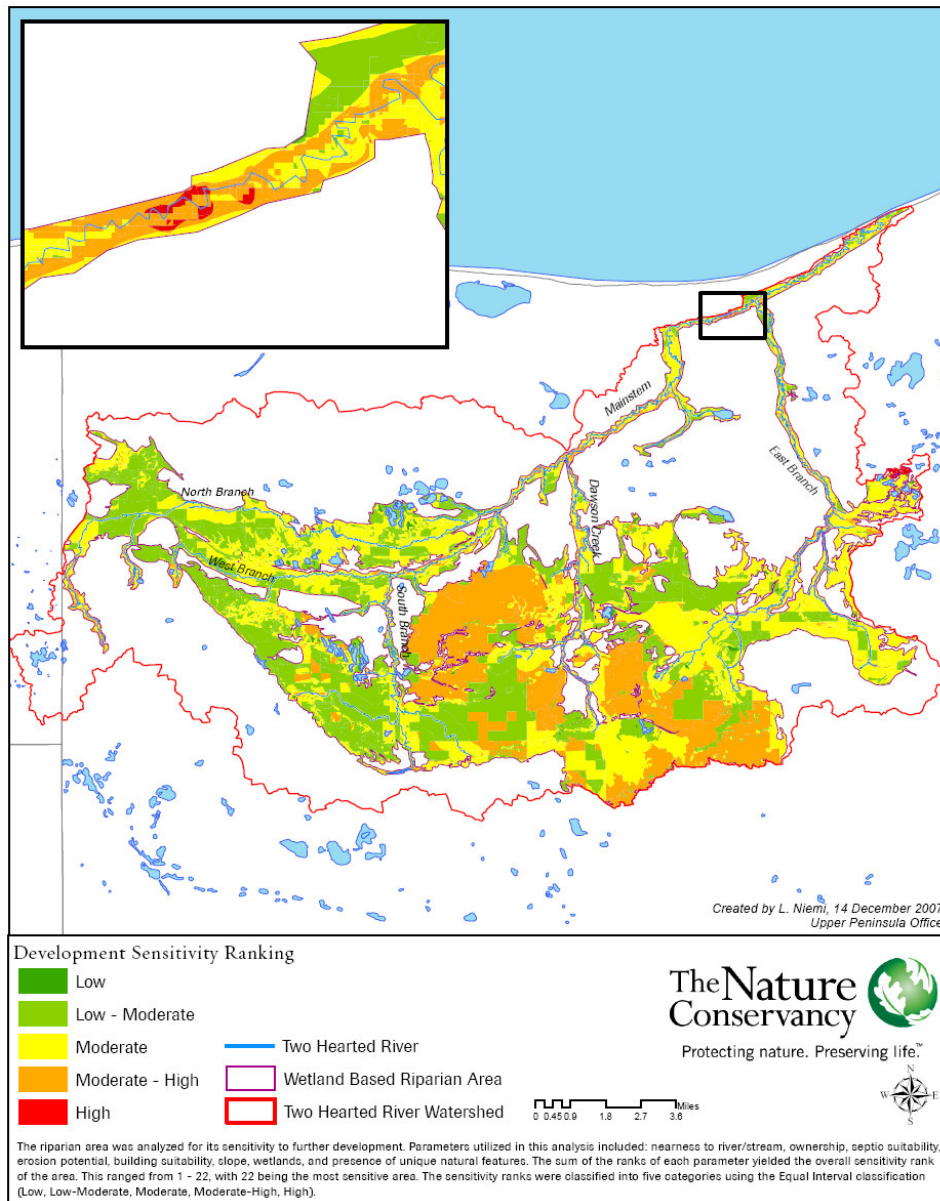 Mainstem
East Branch
North Branch
Dawson Creek
West Branch
South Branch
Created by L. Niemi, 14 December 2007
Upper Peninsula Office
Development Sensitivity Ranking
Low
Low - Moderate
Moderate
Moderate - High
High
Two Hearted River
Wetland Based Riparian Area
Two Hearted River Watershed
0 0.45 0.9 1.8 2.7 3.6 Miles
The Nature
Conservancy
Protecting nature. Preserving life.™
N
W E
S
The riparian area was analyzed for its sensitivity to further development. Parameters utilized in this analysis included: nearness to river/stream, ownership, septic suitability,
erosion potential, building suitability, slope, wetlands, and presence of unique natural features. The sum of the ranks of each parameter yielded the overall sensitivity rank
of the area. This ranged from 1 - 22, with 22 being the most sensitive area. The sensitivity ranks were classified into five categories using the Equal Interval classification
(Low, Low-Moderate, Moderate, Moderate-High, High).